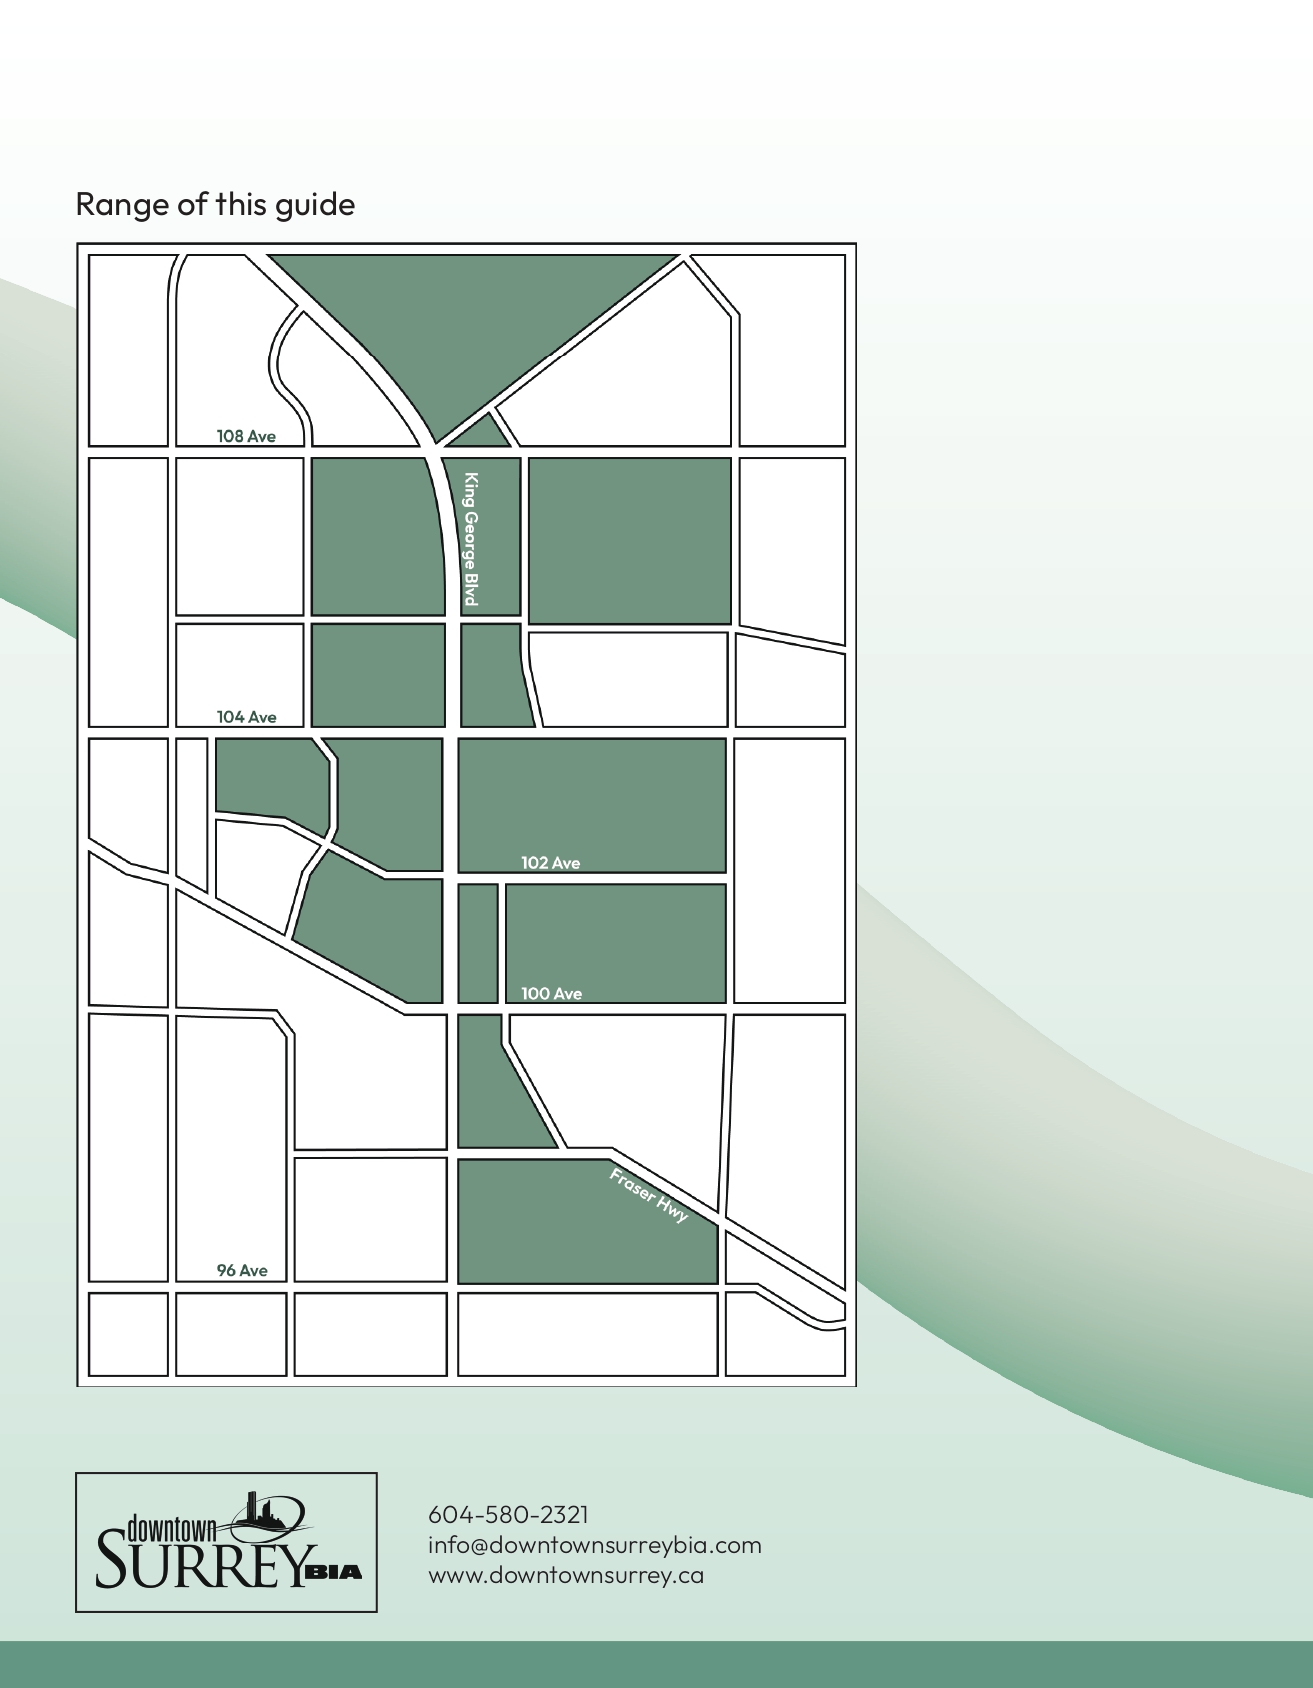 Range of this guide
108 Ave
King George Blvd
104 Ave
102 Ave
100 Ave
Fraser Hwy
96 Ave
downtown
SURREY BIA
604-580-2321
info@downtownsurreybia.com
www.downtownsurrey.ca